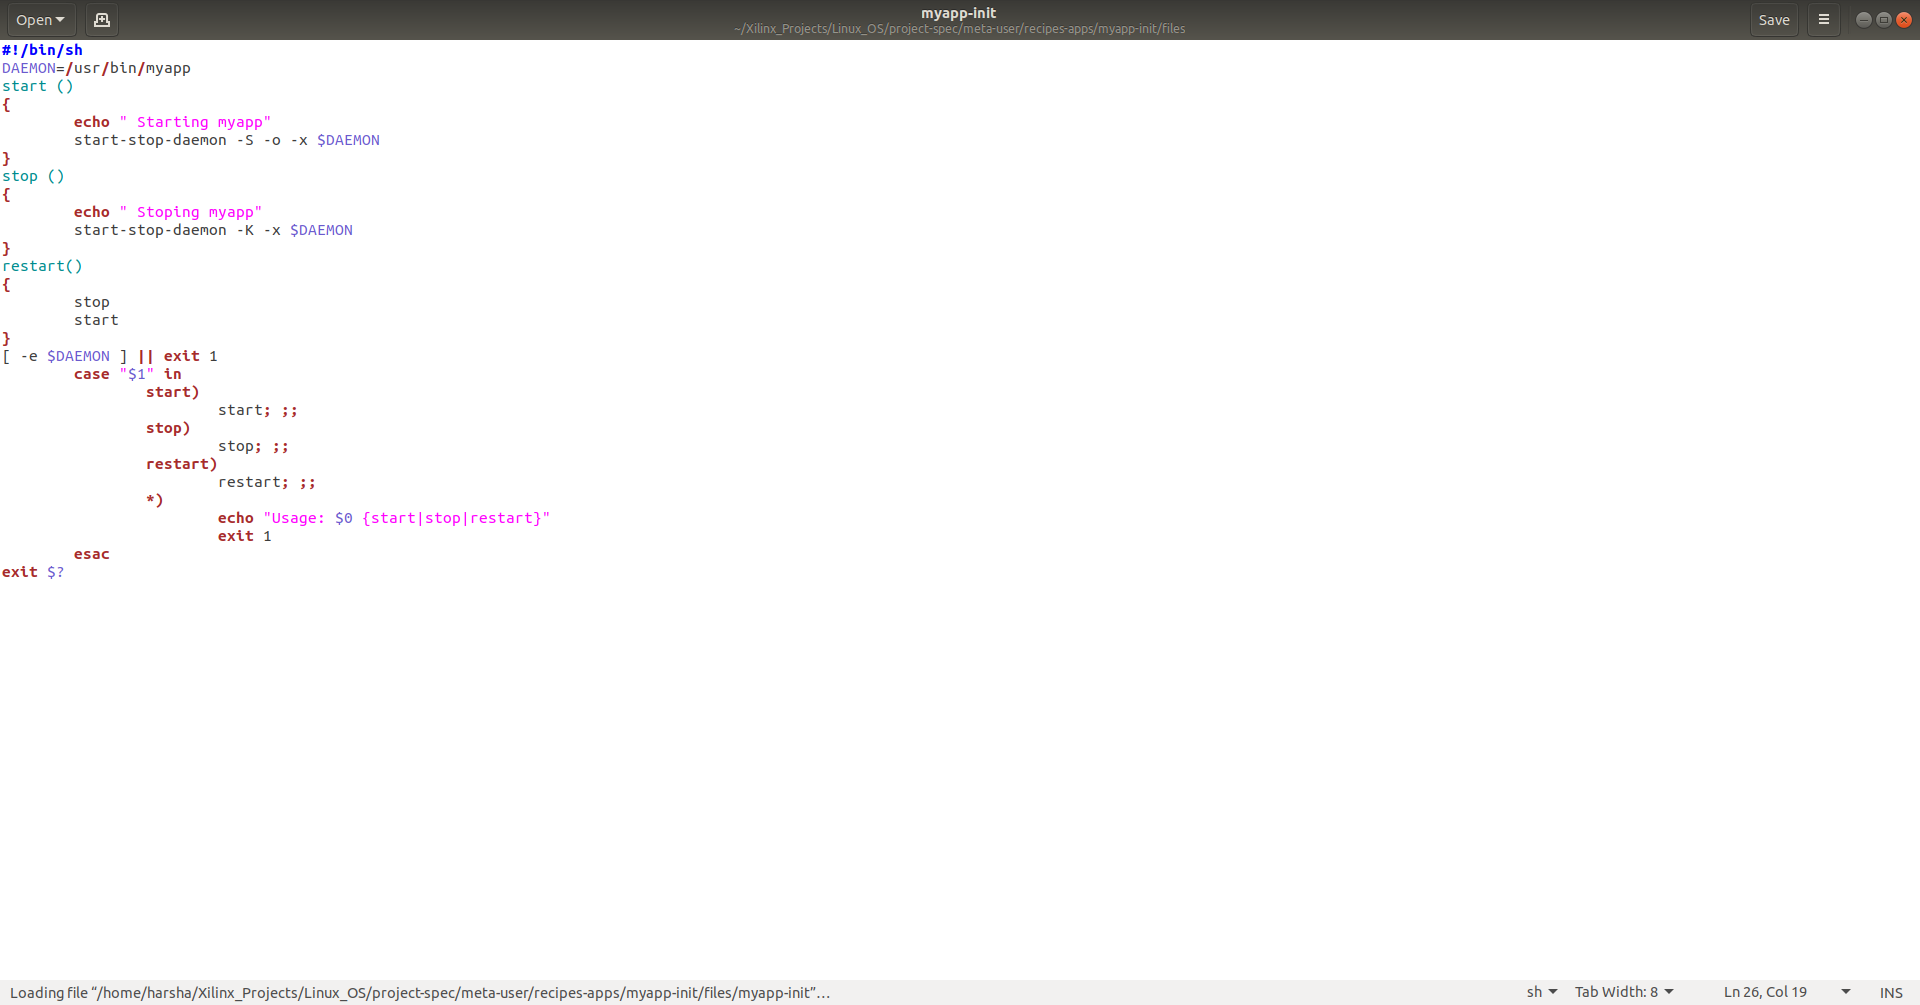 Open
myapp-init
~/Xilinx_Projects/Linux_OS/project-spec/meta-user/recipes-apps/myapp-init/files
Save
#!/bin/sh
DAEMON=/usr/bin/myapp
start ()
{
        echo " Starting myapp"
        start-stop-daemon -S -o -x $DAEMON
}
stop ()
{
        echo " Stoping myapp"
        start-stop-daemon -K -x $DAEMON
}
restart()
{
        stop
        start
}
[ -e $DAEMON ] || exit 1
        case "$1" in
                start)
                        start; ;;
                stop)
                        stop; ;;
                restart)
                        restart; ;;
                *)
                        echo "Usage: $0 {start|stop|restart}"
                        exit 1
        esac
exit $?
Loading file “/home/harsha/Xilinx_Projects/Linux_OS/project-spec/meta-user/recipes-apps/myapp-init/files/myapp-init”… sh Tab Width: 8 Ln 26, Col 19 INS